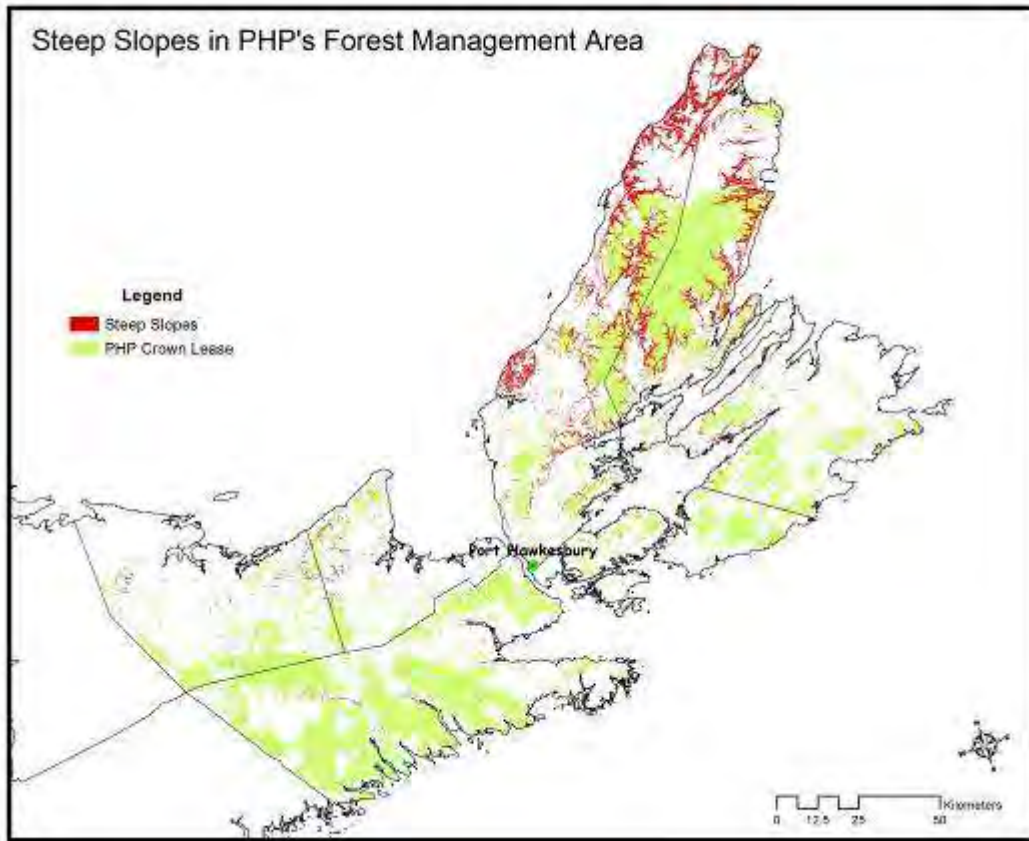 Steep Slopes in PHP's Forest Management Area
Legend
Steep Slopes
PHP Crown Lease
Port Hawkesbury
Kilometers
0 12.5 25 50